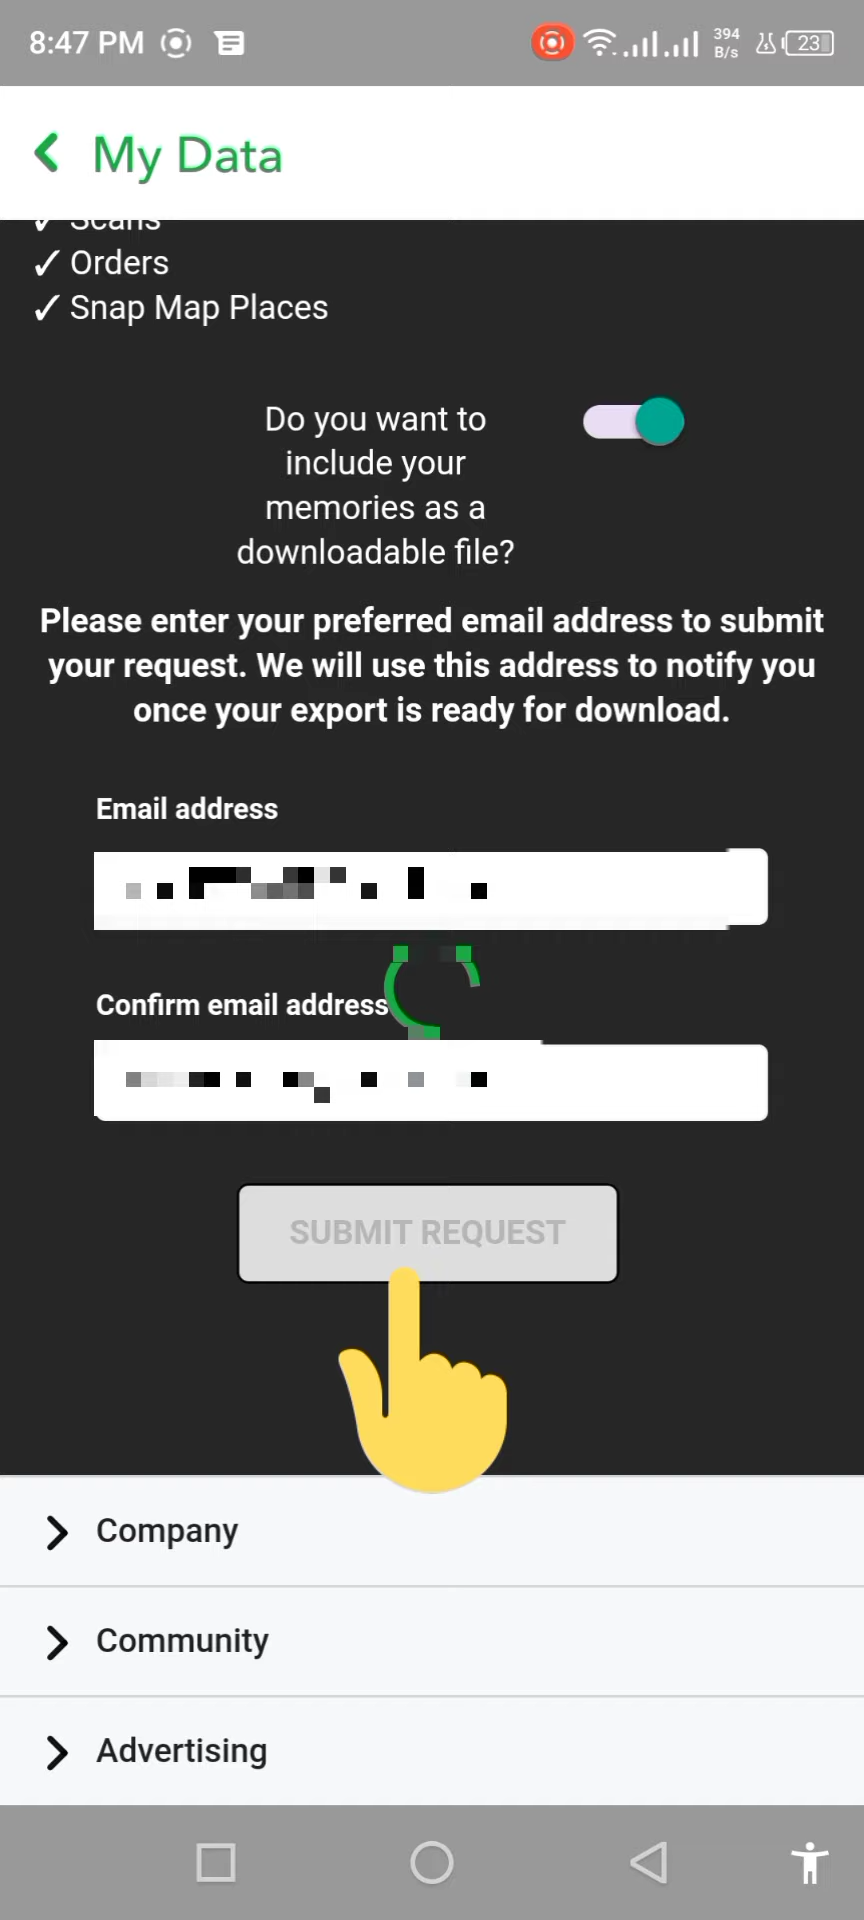 8:47 PM
394
B/s
23
My Data
✓ Scans
✓ Orders
✓ Snap Map Places
Do you want to
include your
memories as a
downloadable file?
Please enter your preferred email address to submit
your request. We will use this address to notify you
once your export is ready for download.
Email address
Confirm email address
SUBMIT REQUEST
Company
Community
Advertising